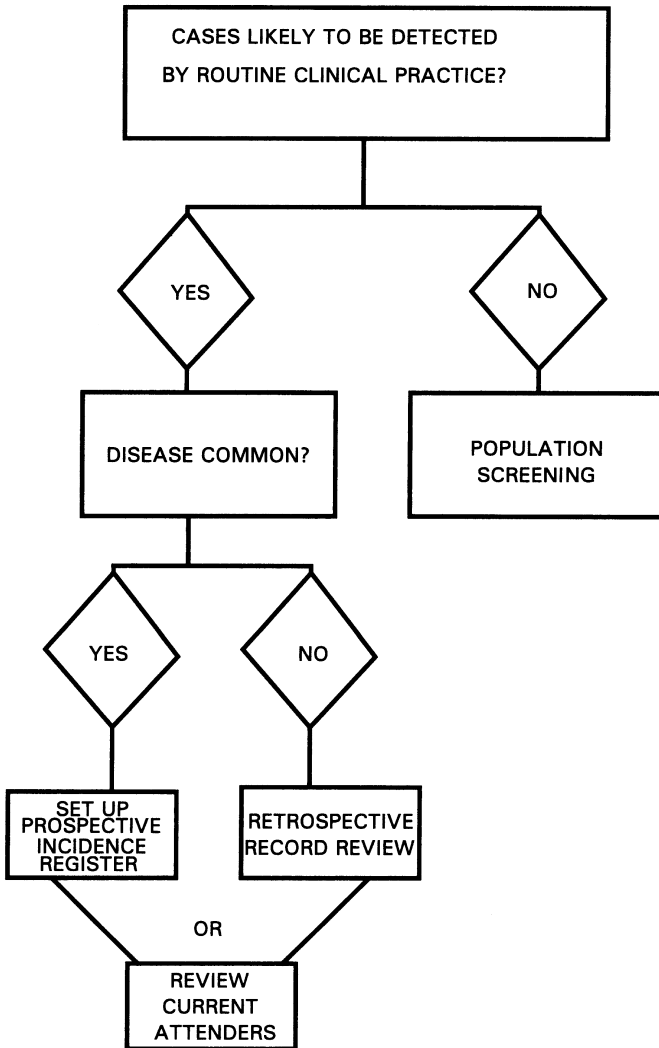 CASES LIKELY TO BE DETECTED
BY ROUTINE CLINICAL PRACTICE?
YES
NO
DISEASE COMMON?
POPULATION
SCREENING
YES
NO
SET UP
PROSPECTIVE
INCIDENCE
REGISTER
RETROSPECTIVE
RECORD REVIEW
OR
REVIEW
CURRENT
ATTENDERS